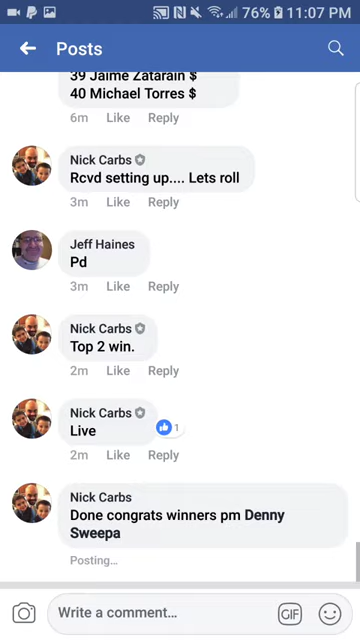 76% 11:07 PM
Posts
39 Jaime Zatarain $
40 Michael Torres $
6m Like Reply
Nick Carbs
Rcvd setting up.... Lets roll
3m Like Reply
Jeff Haines
Pd
3m Like Reply
Nick Carbs
Top 2 win.
2m Like Reply
Nick Carbs
Live
1
2m Like Reply
Nick Carbs
Done congrats winners pm Denny
Sweepa
Posting...
Write a comment... GIF